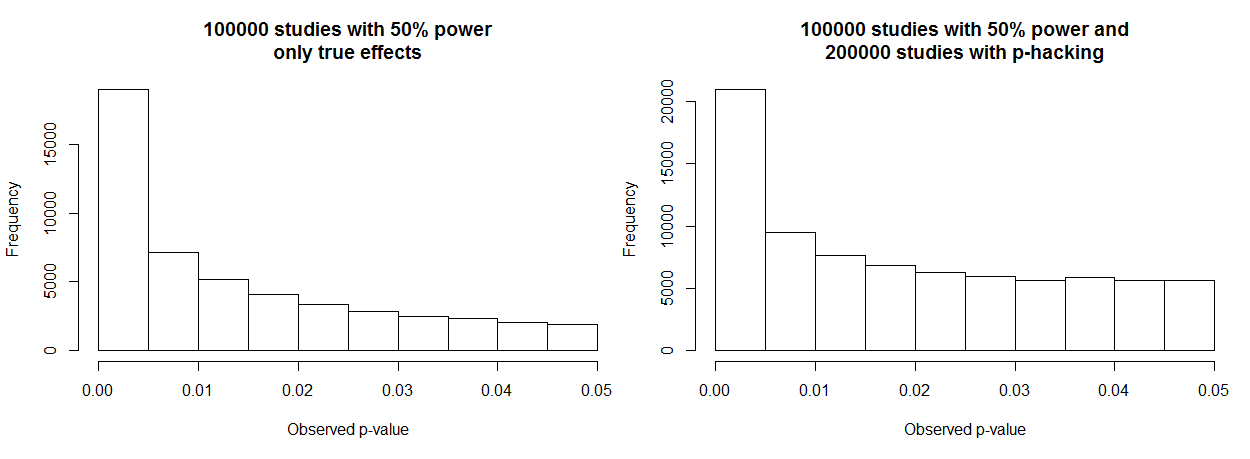 100000 studies with 50% power
only true effects
Frequency
15000
10000
5000
0
0.00 0.01 0.02 0.03 0.04 0.05
Observed p-value
100000 studies with 50% power and
200000 studies with p-hacking
Frequency
20000
15000
10000
5000
0
0.00 0.01 0.02 0.03 0.04 0.05
Observed p-value